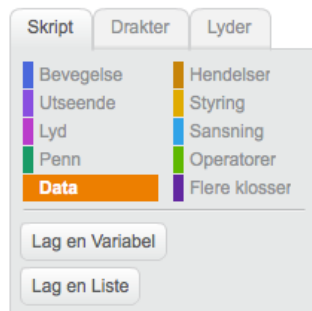 Skript Drakter Lyder
Bevegelse Hendelser
Utseende Styring
Lyd Sansning
Penn Operatorer
Data Flere klosser
Lag en Variabel
Lag en Liste